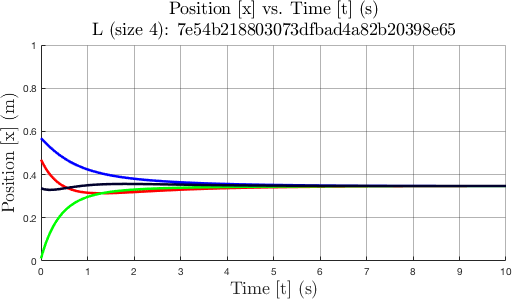 Position [x] vs. Time [t] (s)
L (size 4): 7e54b218803073dfbad4a82b20398e65
Position [x] (m)
1
0.8
0.6
0.4
0.2
0
0 1 2 3 4 5 6 7 8 9 10
Time [t] (s)